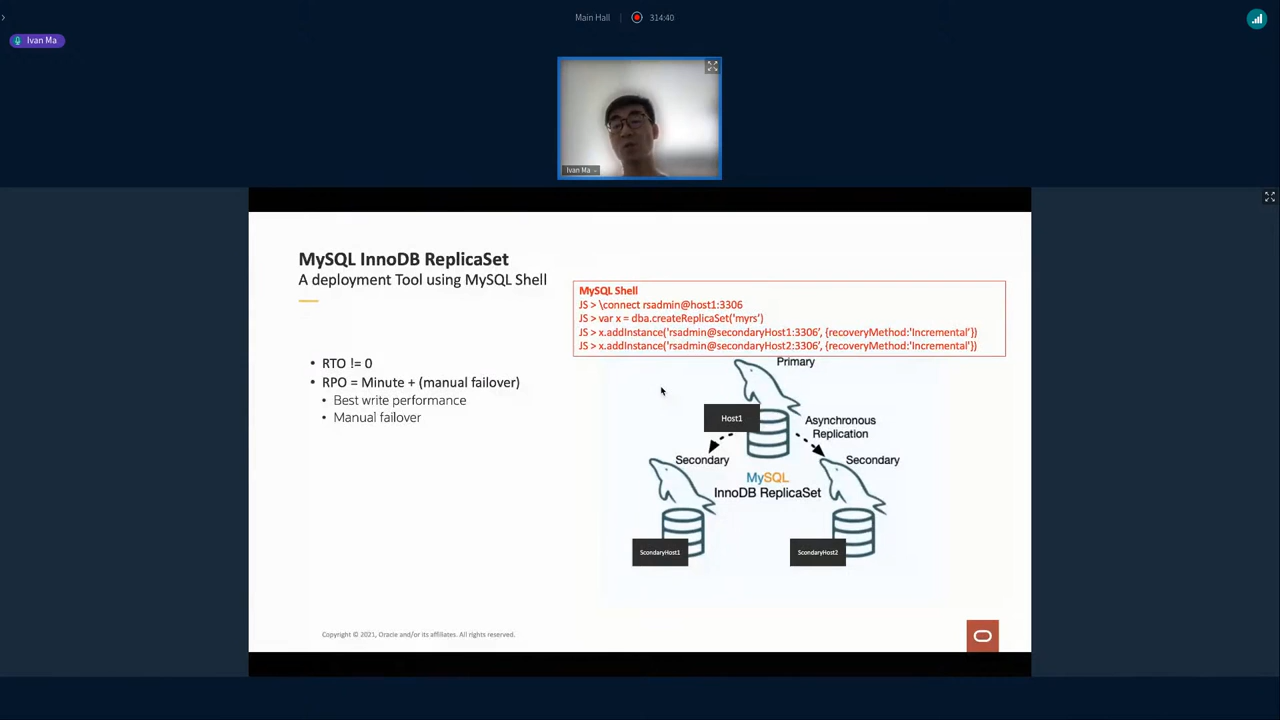 Main Hall
314:40
Ivan Ma
Ivan Ma
MySQL InnoDB ReplicaSet
A deployment Tool using MySQL Shell
MySQL Shell
JS > \connect rsadmin@host1:3306
JS > var x = dba.createReplicaSet('myrs')
JS > x.addInstance('rsadmin@secondaryHost1:3306', {recoveryMethod:'Incremental'})
JS > x.addInstance('rsadmin@secondaryHost2:3306', {recoveryMethod:'Incremental'})
• RTO != 0
• RPO = Minute + (manual failover)
• Best write performance
• Manual failover
Primary
Host1
Asynchronous
Replication
Secondary
Secondary
MySQL
InnoDB ReplicaSet
ScondaryHost1
ScondaryHost2
Copyright © 2021, Oracle and/or its affiliates. All rights reserved.